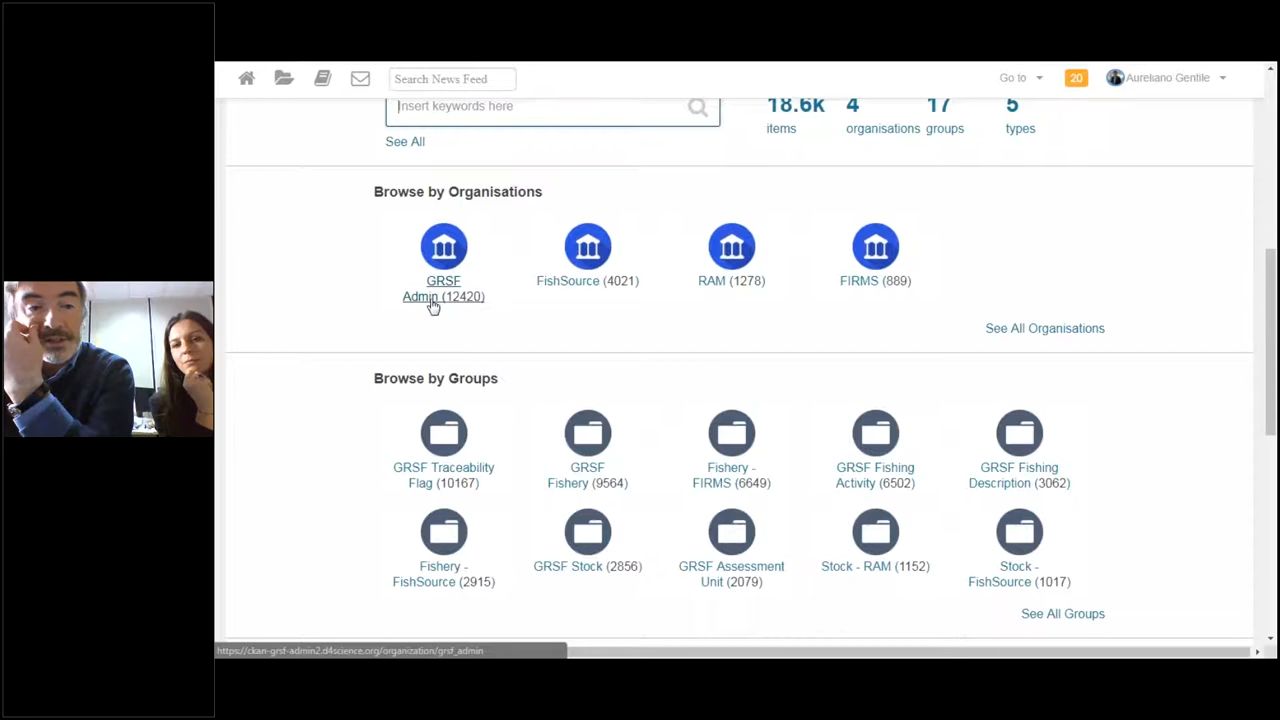 Search News Feed
Go to
20
Aureliano Gentile
Insert keywords here
18.6k
4
17
5
items
organisations
groups
types
See All
Browse by Organisations
GRSF
Admin (12420)
FishSource (4021)
RAM (1278)
FIRMS (889)
See All Organisations
Browse by Groups
GRSF Traceability
Flag (10167)
GRSF
Fishery (9564)
Fishery -
FIRMS (6649)
GRSF Fishing
Activity (6502)
GRSF Fishing
Description (3062)
Fishery -
FishSource (2915)
GRSF Stock (2856)
GRSF Assessment
Unit (2079)
Stock - RAM (1152)
Stock -
FishSource (1017)
See All Groups
https://ckan-grsf-admin2.d4science.org/organization/grsf_admin